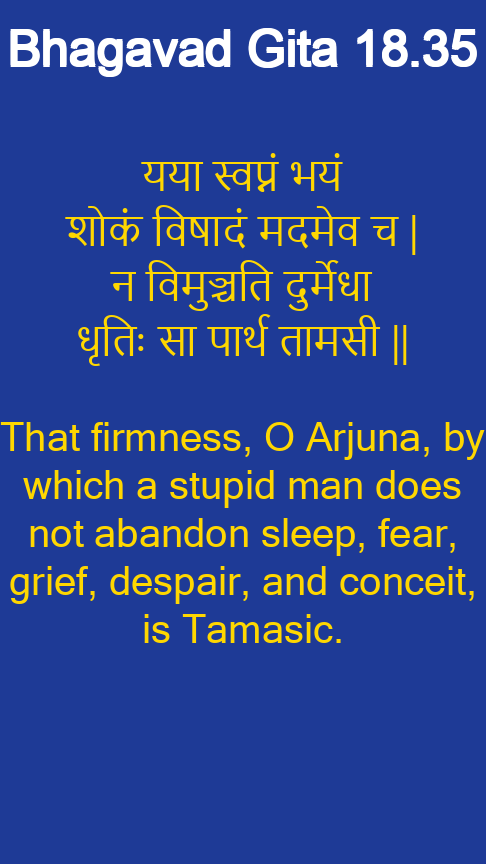 Bhagavad Gita 18.35
यया स्वप्नं भयं
शोकं विषादं मदमेव च |
न विमुञ्चति दुर्मेधा
धृतिः सा पार्थ तामसी ||
That firmness, O Arjuna, by
which a stupid man does
not abandon sleep, fear,
grief, despair, and conceit,
is Tamasic.